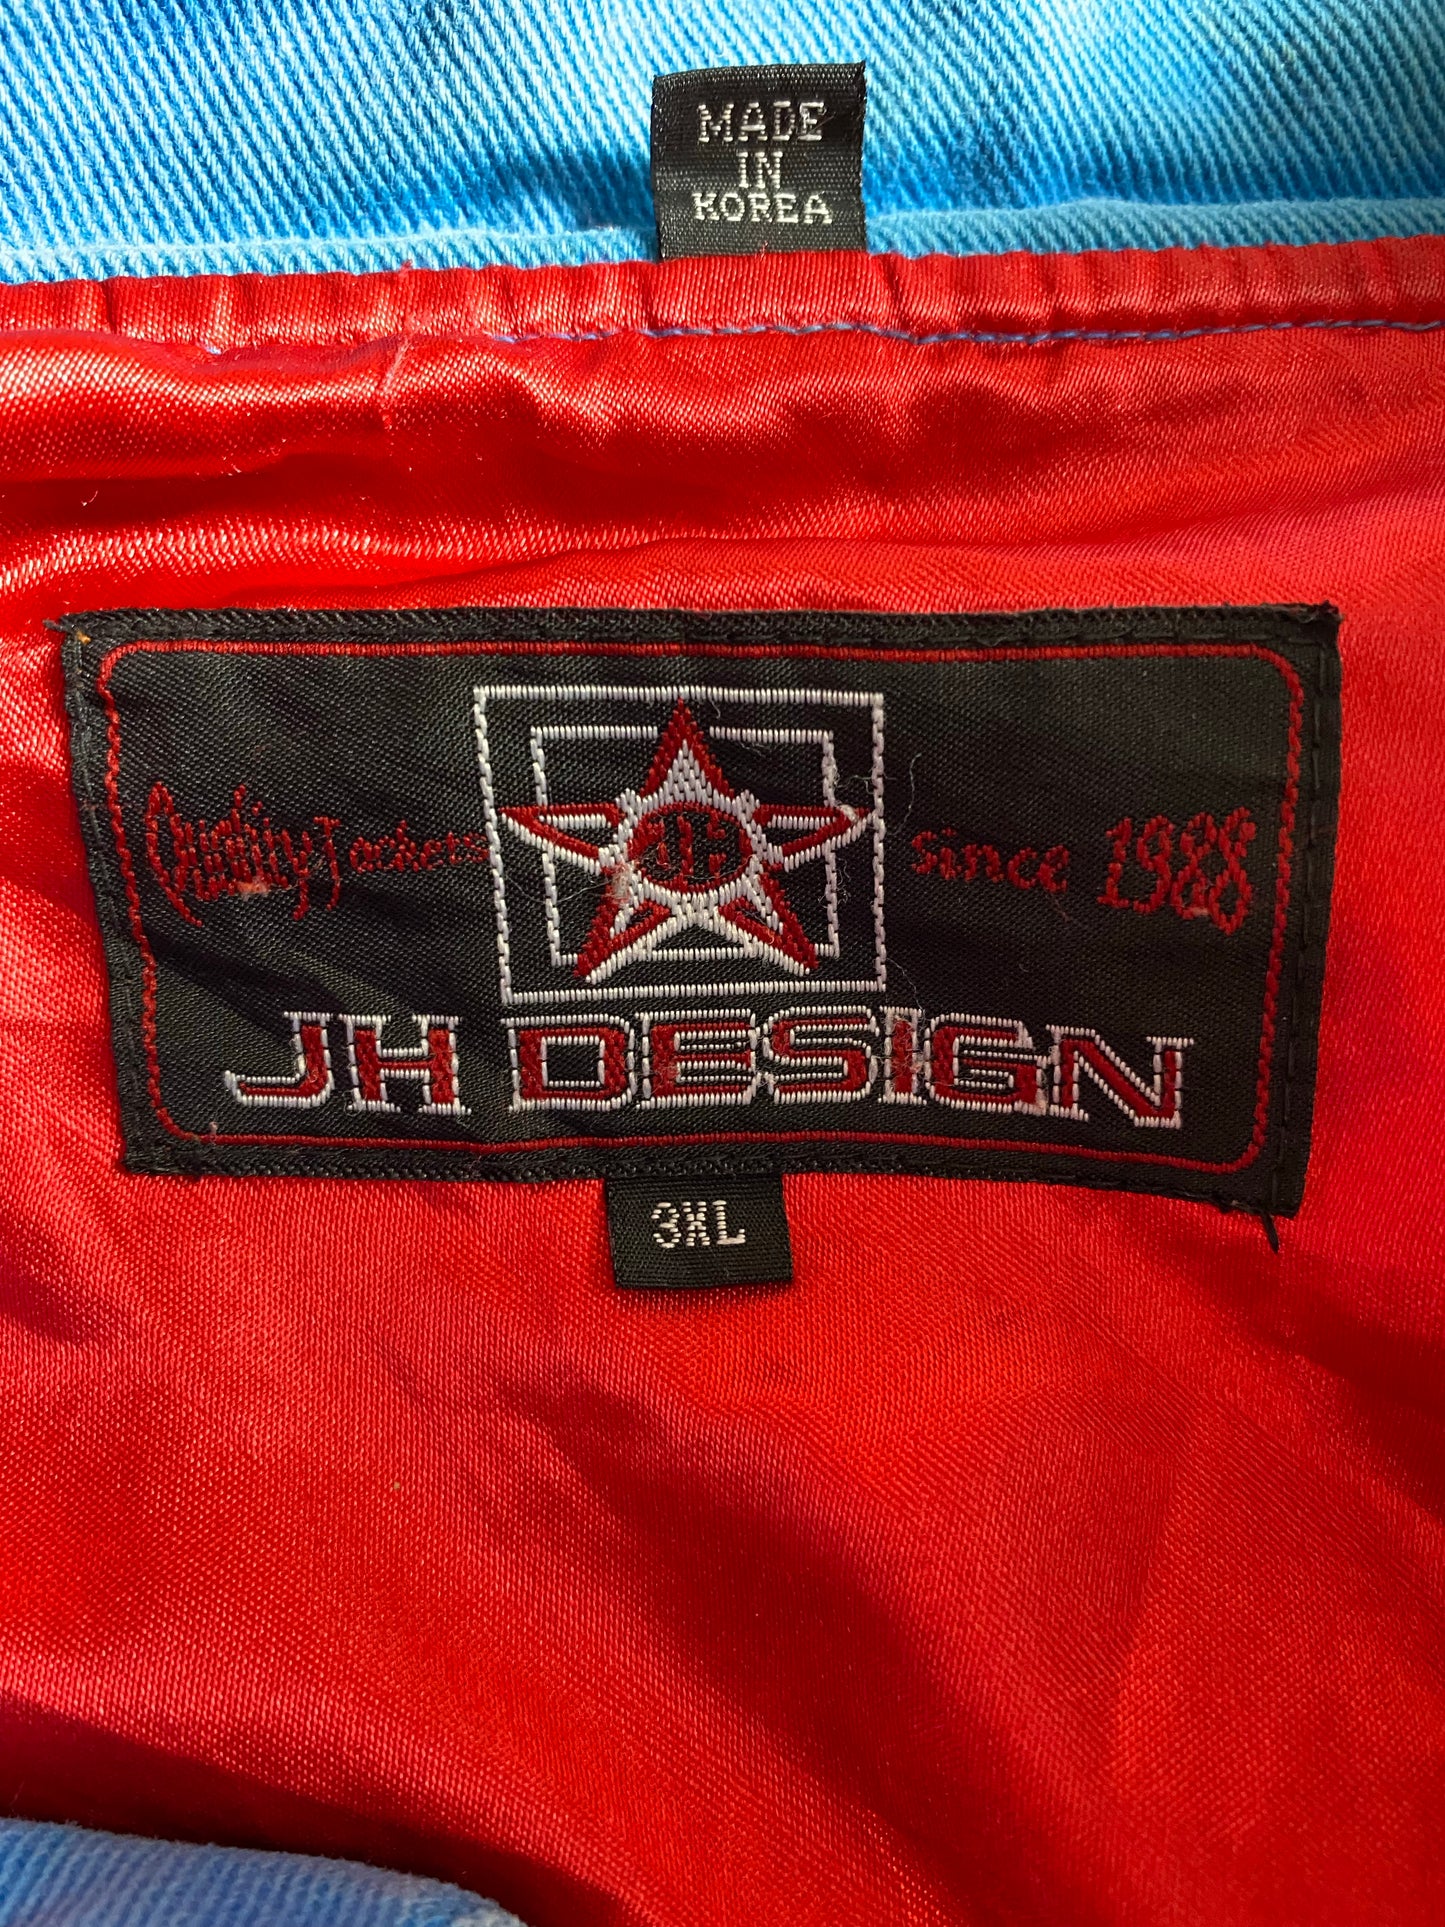 MADE
IN
KOREA
Quality Jackets
JH
since 1988
JH DESIGN
3XL